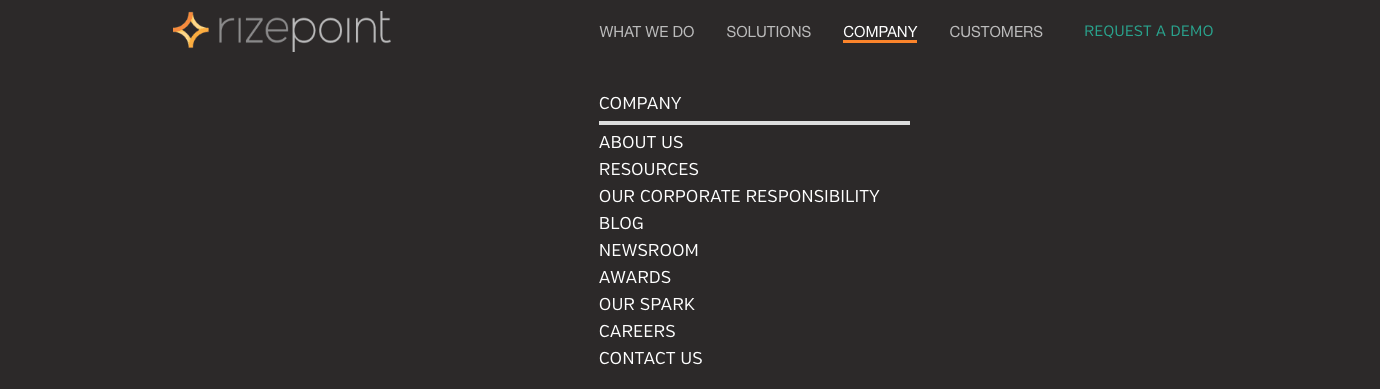 rizepoint
WHAT WE DO SOLUTIONS COMPANY CUSTOMERS REQUEST A DEMO
COMPANY
ABOUT US
RESOURCES
OUR CORPORATE RESPONSIBILITY
BLOG
NEWSROOM
AWARDS
OUR SPARK
CAREERS
CONTACT US